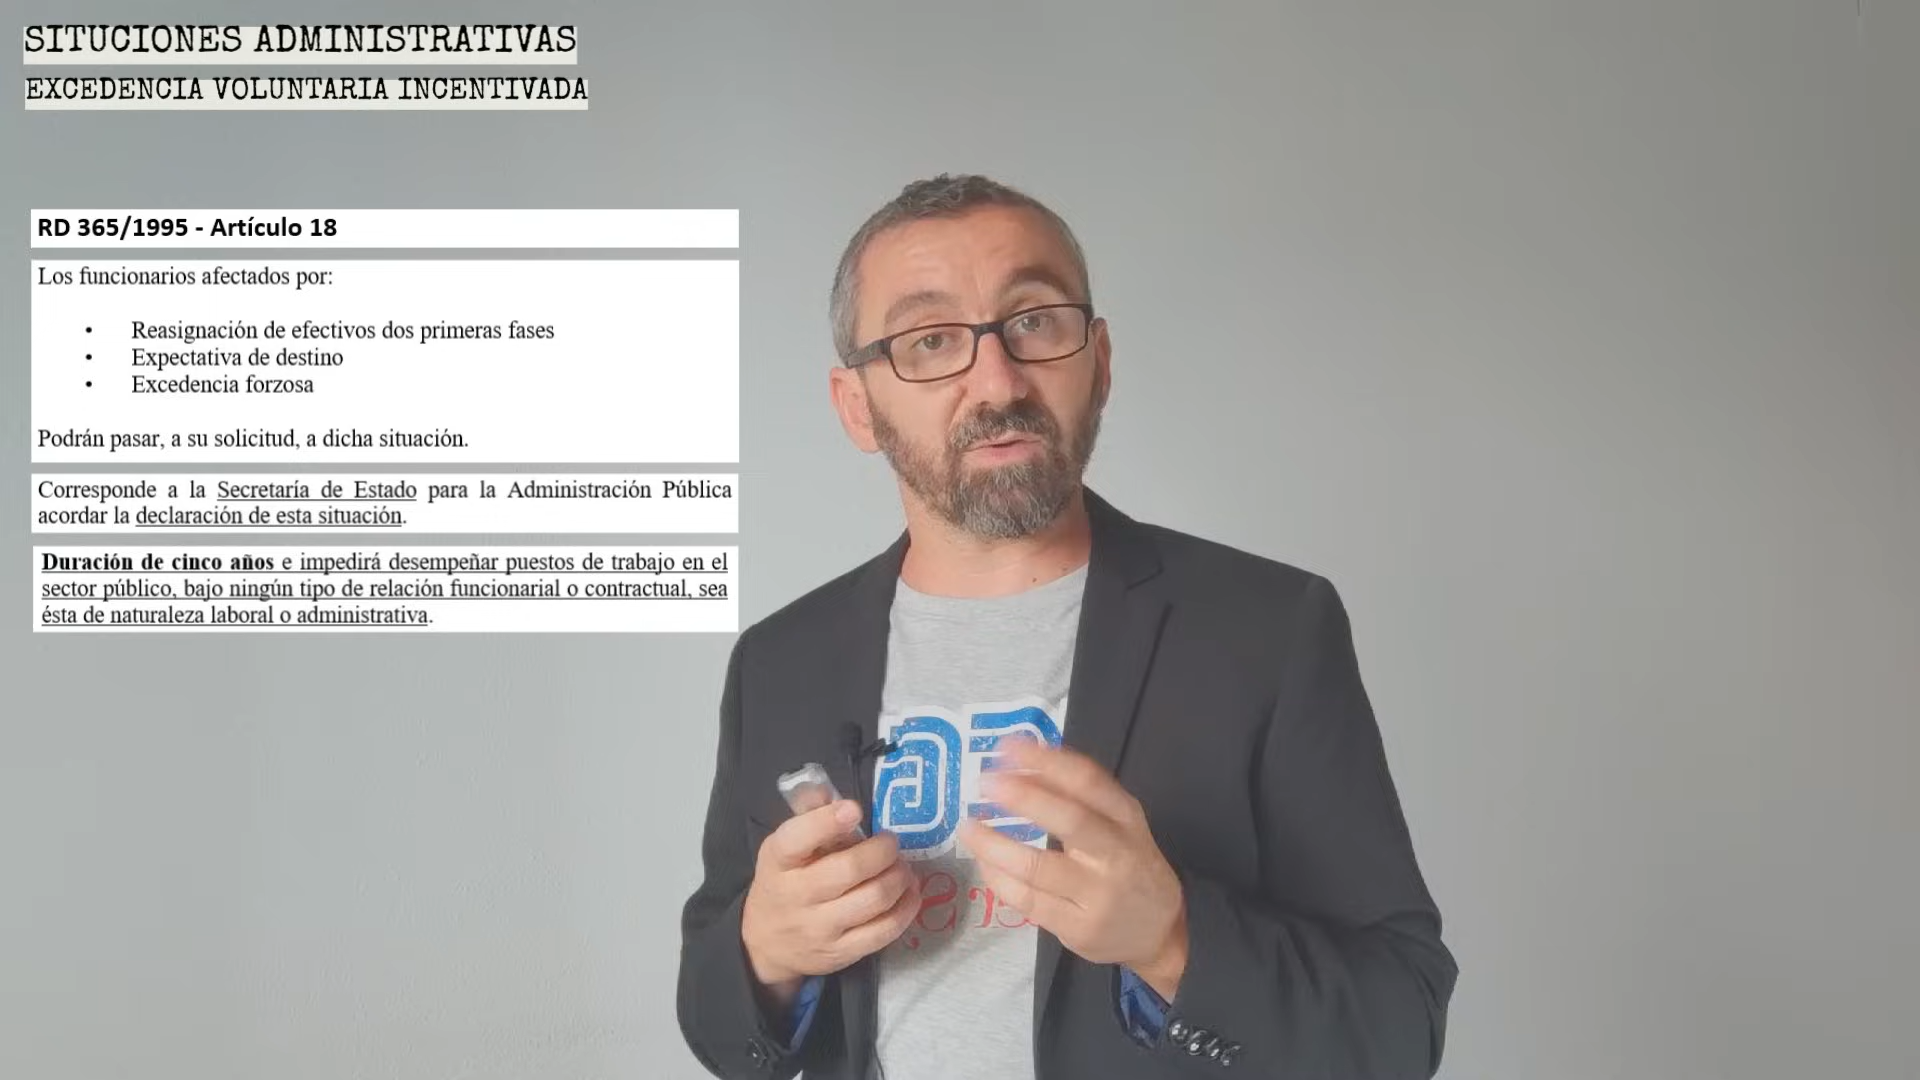 SITUCIONES ADMINISTRATIVAS
EXCEDENCIA VOLUNTARIA INCENTIVADA
RD 365/1995 - Artículo 18
Los funcionarios afectados por:
• Reasignación de efectivos dos primeras fases
• Expectativa de destino
• Excedencia forzosa
Podrán pasar, a su solicitud, a dicha situación.
Corresponde a la Secretaría de Estado para la Administración Pública
acordar la declaración de esta situación.
Duración de cinco años e impedirá desempeñar puestos de trabajo en el
sector público, bajo ningún tipo de relación funcionarial o contractual, sea
ésta de naturaleza laboral o administrativa.